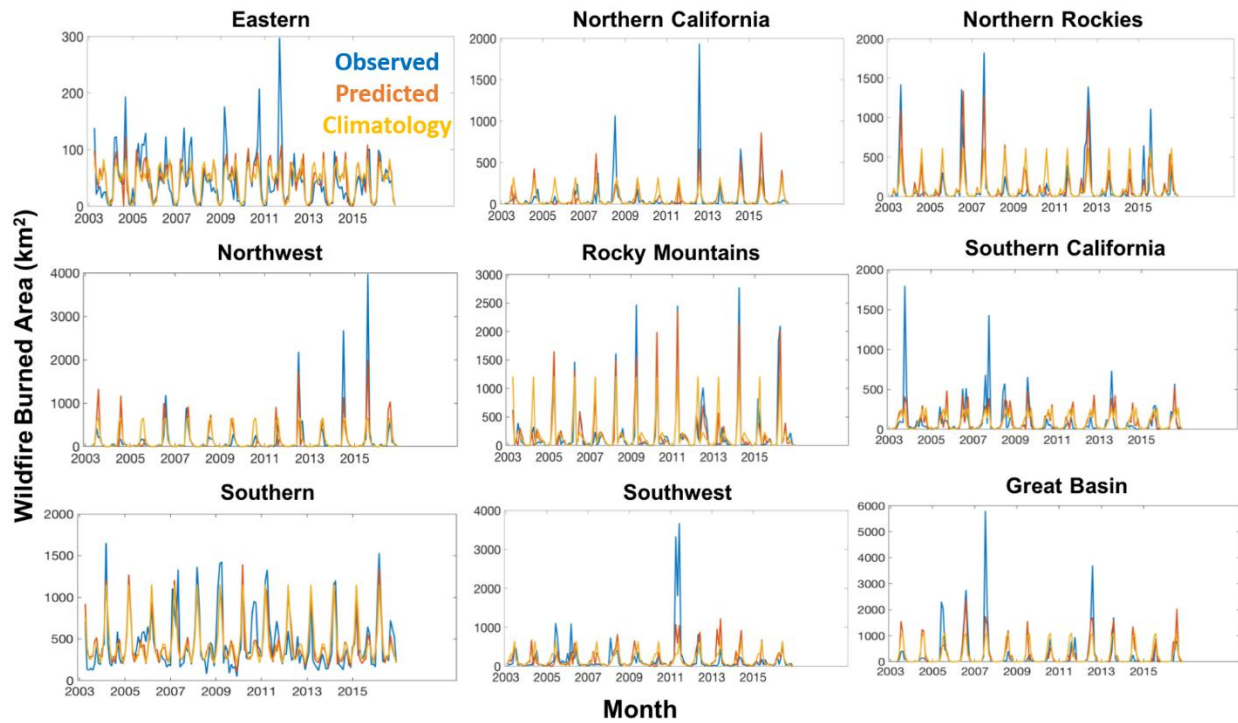 Eastern
300
200
100
0
2003 2005 2007 2009 2011 2013 2015
Observed
Predicted
Climatology
Northern California
2000
1500
1000
500
0
2003 2005 2007 2009 2011 2013 2015
Northern Rockies
2000
1500
1000
500
0
2003 2005 2007 2009 2011 2013 2015
Wildfire Burned Area (km²)
Northwest
4000
3000
2000
1000
0
2003 2005 2007 2009 2011 2013 2015
Rocky Mountains
3000
2500
2000
1500
1000
500
0
2003 2005 2007 2009 2011 2013 2015
Southern California
2000
1500
1000
500
0
2003 2005 2007 2009 2011 2013 2015
Southern
2000
1500
1000
500
0
2003 2005 2007 2009 2011 2013 2015
Southwest
4000
3000
2000
1000
0
2003 2005 2007 2009 2011 2013 2015
Great Basin
6000
5000
4000
3000
2000
1000
0
2003 2005 2007 2009 2011 2013 2015
Month